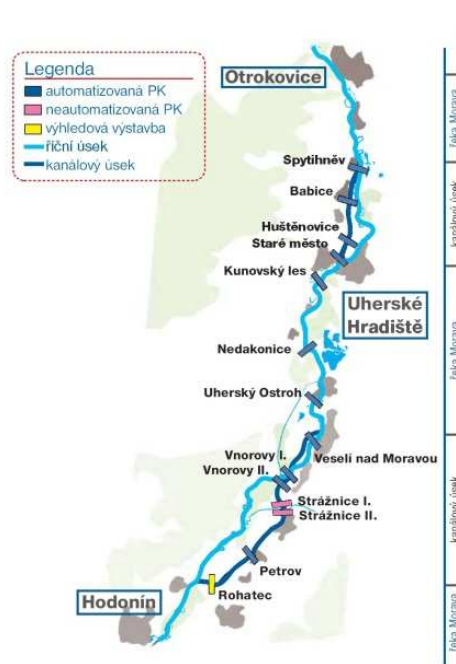 Legenda
automatizovaná PK
neautomatizovaná PK
výhledová výstavba
říční úsek
kanálový úsek
Otrokovice
Spytihněv
Babice
Huštěnovice
Staré město
Kunovský les
Uherské
Hradiště
Nedakonice
Uherský Ostroh
Vnorovy I.
Veselí nad Moravou
Vnorovy II.
Strážnice I.
Strážnice II.
Petrov
Rohatec
Hodonín
řeka Morava
kanálový úsek
řeka Morava
kanálový úsek
řeka Morava